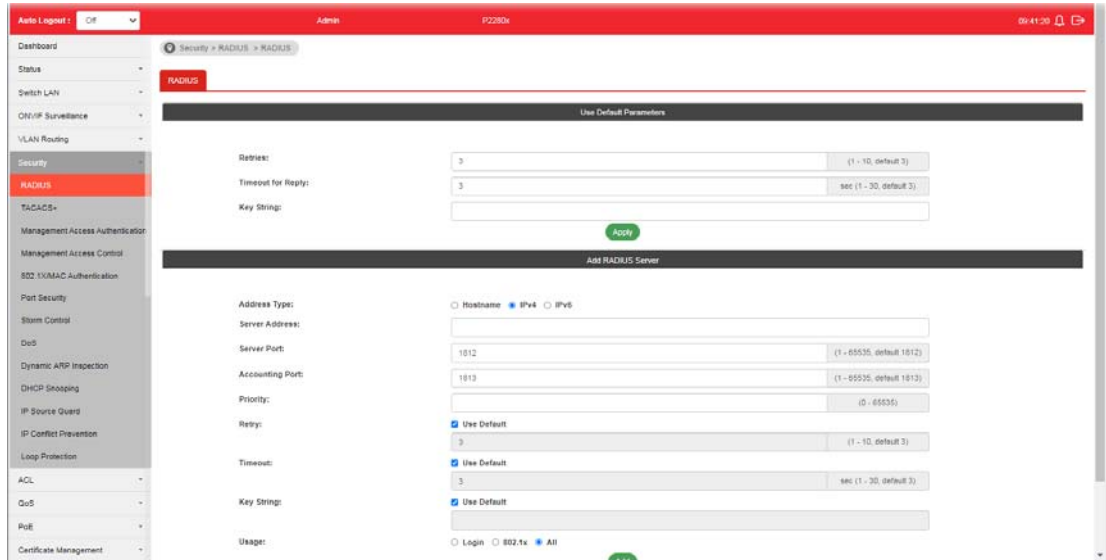 Auto Logout : Off Admin P2280x 09:41:20
Dashboard
Status
Switch LAN
ONVIF Surveillance
VLAN Routing
Security
RADIUS
TACACS+
Management Access Authentication
Management Access Control
802.1X/MAC Authentication
Port Security
Storm Control
DoS
Dynamic ARP Inspection
DHCP Snooping
IP Source Guard
IP Conflict Prevention
Loop Protection
ACL
QoS
PoE
Certificate Management
Security > RADIUS > RADIUS
RADIUS
Use Default Parameters
Retries: 3 (1 - 10, default 3)
Timeout for Reply: 3 sec (1 - 30, default 3)
Key String:
Apply
Add RADIUS Server
Address Type: Hostname IPv4 IPv6
Server Address:
Server Port: 1812 (1 - 65535, default 1812)
Accounting Port: 1813 (1 - 65535, default 1813)
Priority: (0 - 65535)
Retry: Use Default
3 (1 - 10, default 3)
Timeout: Use Default
3 sec (1 - 30, default 3)
Key String: Use Default
Usage: Login 802.1x All